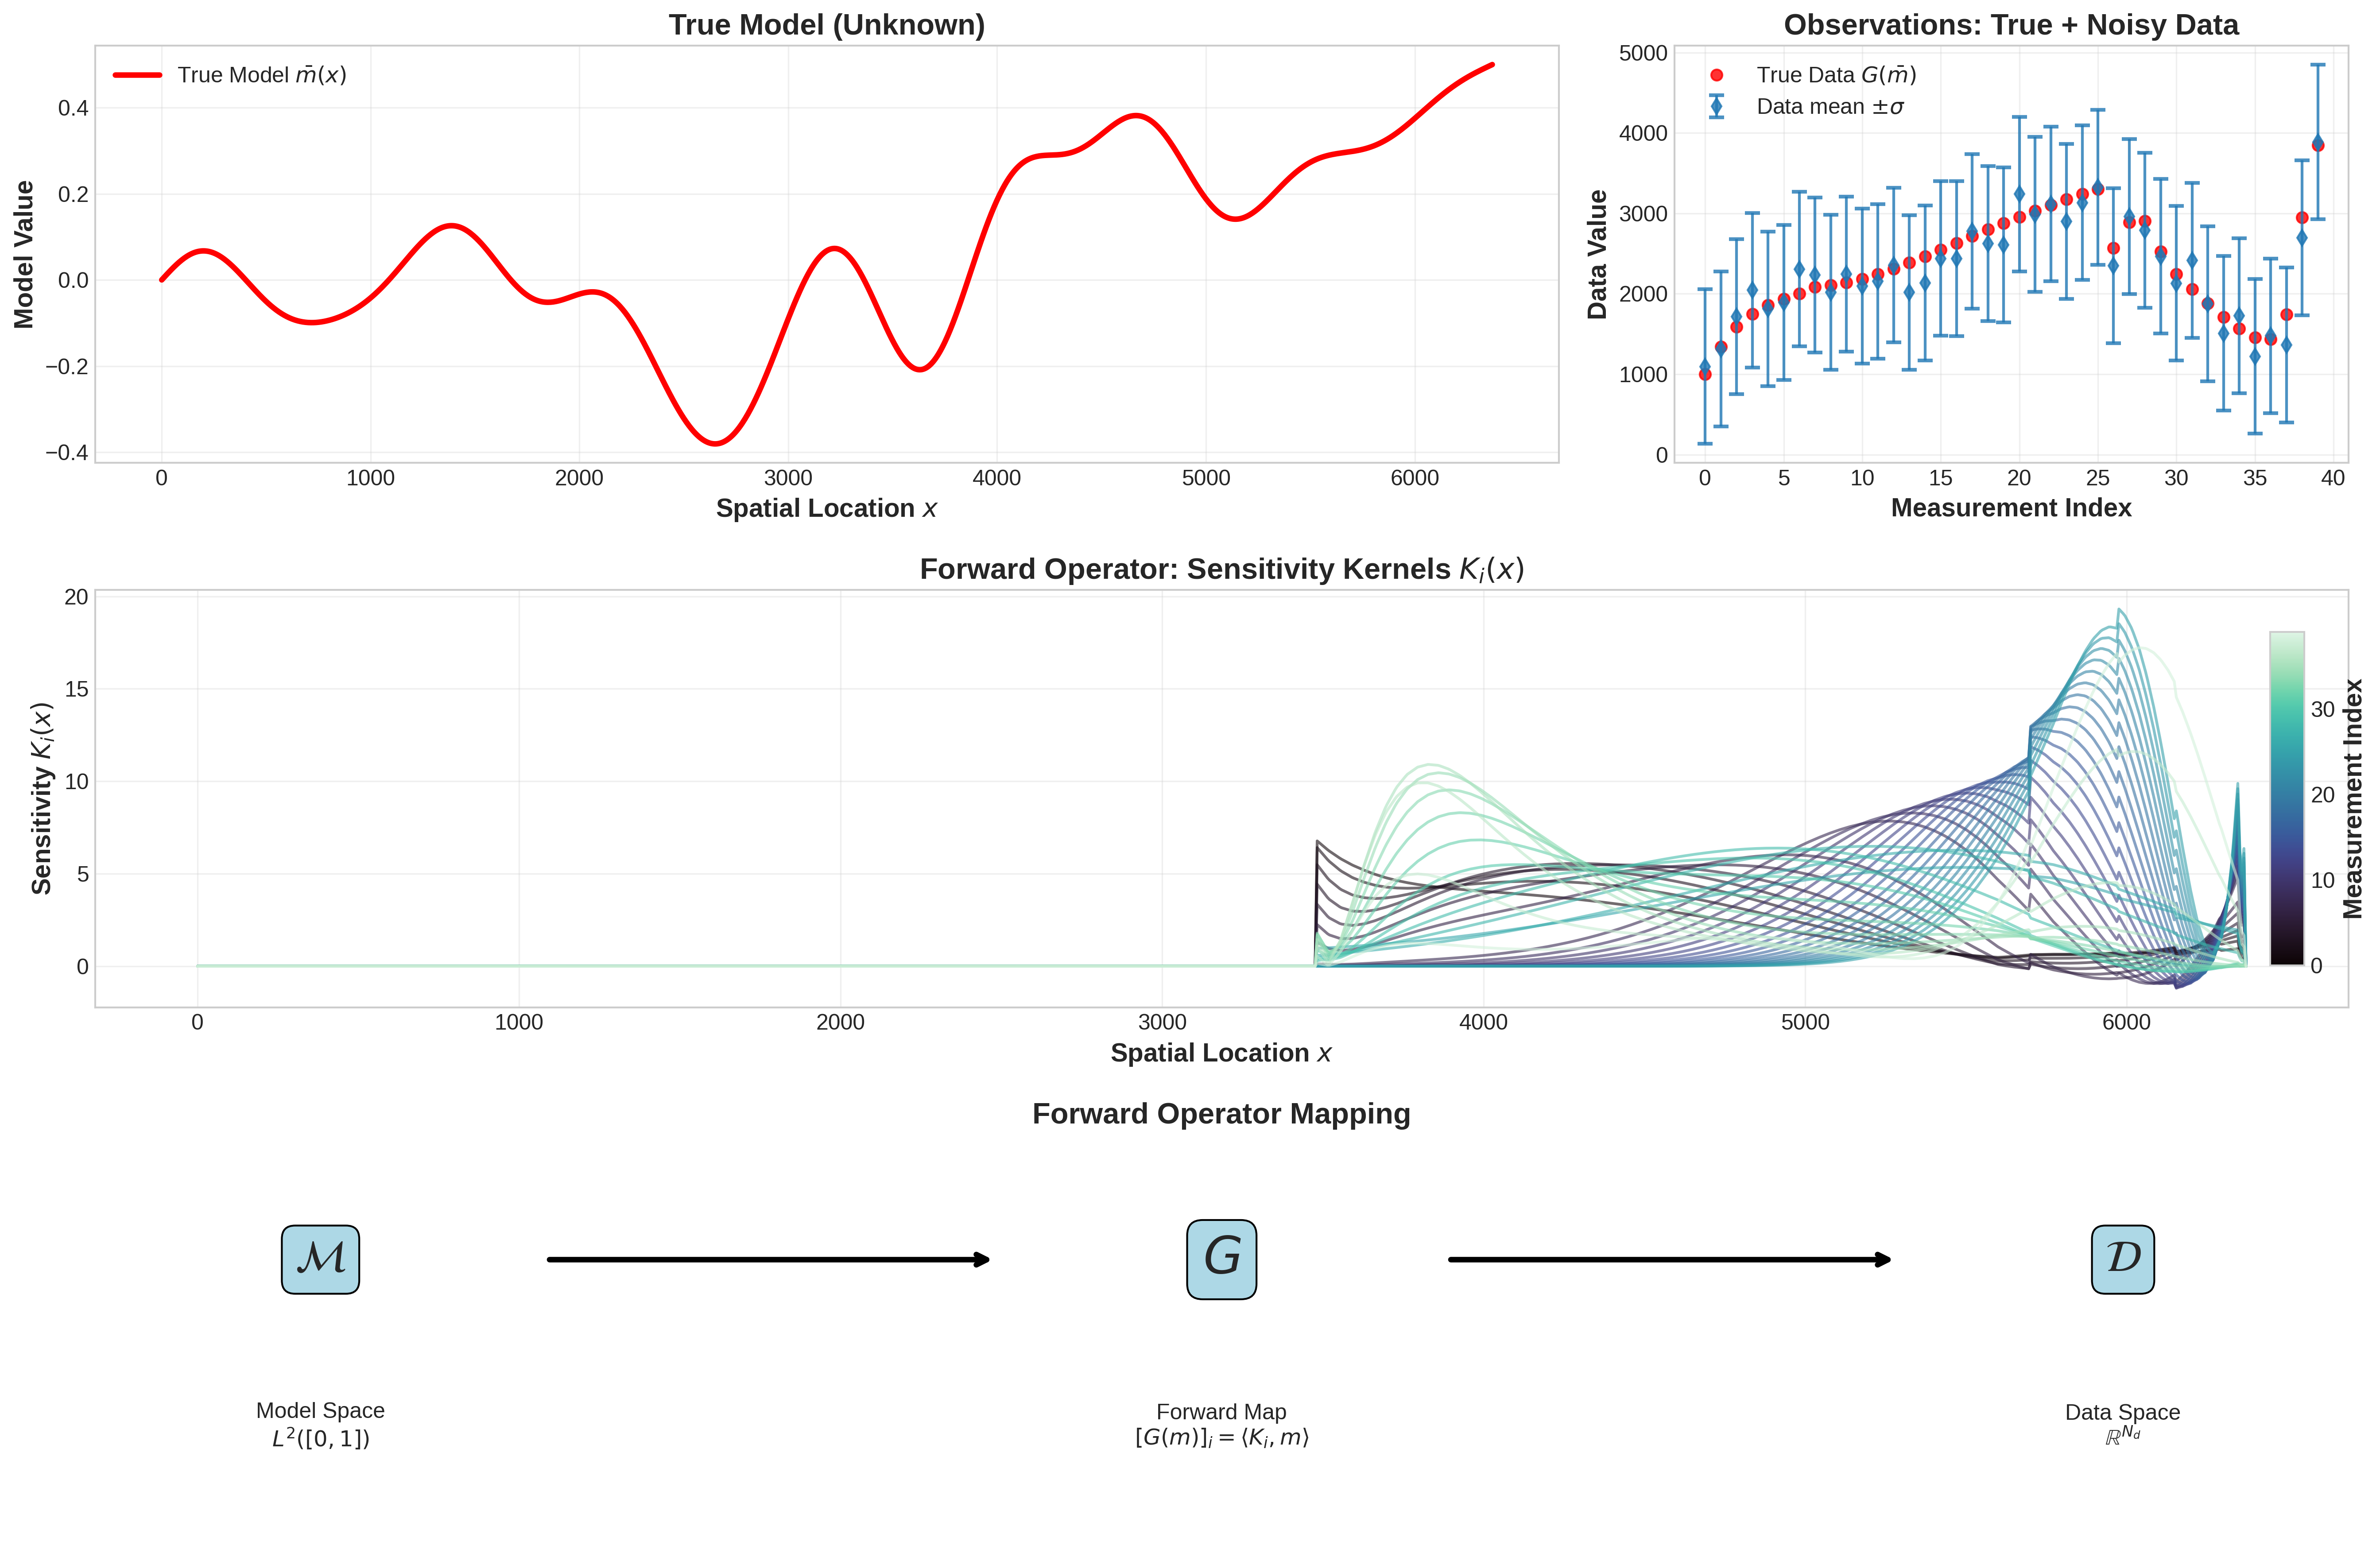 True Model (Unknown)
True Model m̄(x)
Model Value
0.4
0.2
0.0
−0.2
−0.4
0
1000
2000
3000
4000
5000
6000
Spatial Location x
Observations: True + Noisy Data
True Data G(m̄)
Data mean ±σ
Data Value
5000
4000
3000
2000
1000
0
0
5
10
15
20
25
30
35
40
Measurement Index
Forward Operator: Sensitivity Kernels Kᵢ(x)
Sensitivity Kᵢ(x)
20
15
10
5
0
0
1000
2000
3000
4000
5000
6000
Spatial Location x
30
20
10
0
Measurement Index
Forward Operator Mapping
ℳ
G
𝒟
Model Space
L²([0, 1])
Forward Map
[G(m)]ᵢ = ⟨Kᵢ, m⟩
Data Space
ℝ^{N_d}